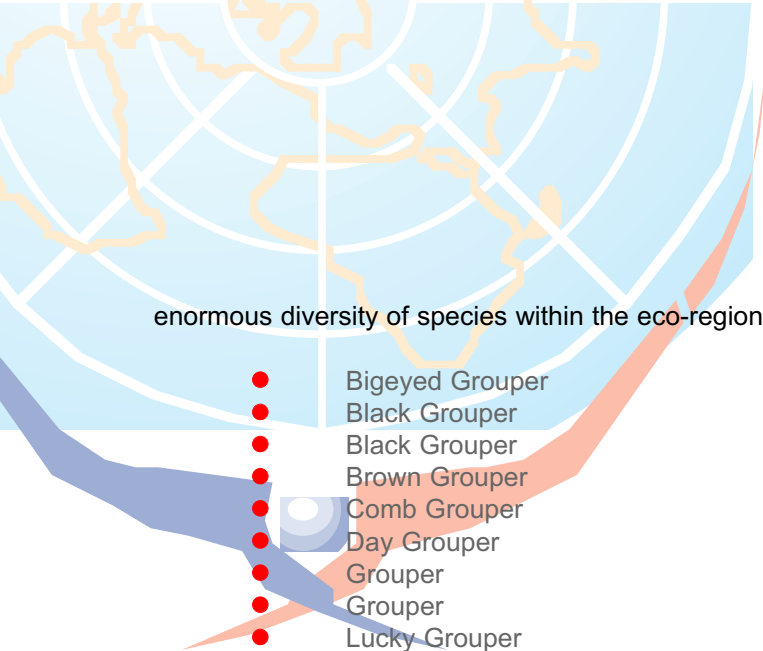 enormous diversity of species within the eco-region
Bigeyed Grouper
Black Grouper
Black Grouper
Brown Grouper
Comb Grouper
Day Grouper
Grouper
Grouper
Lucky Grouper